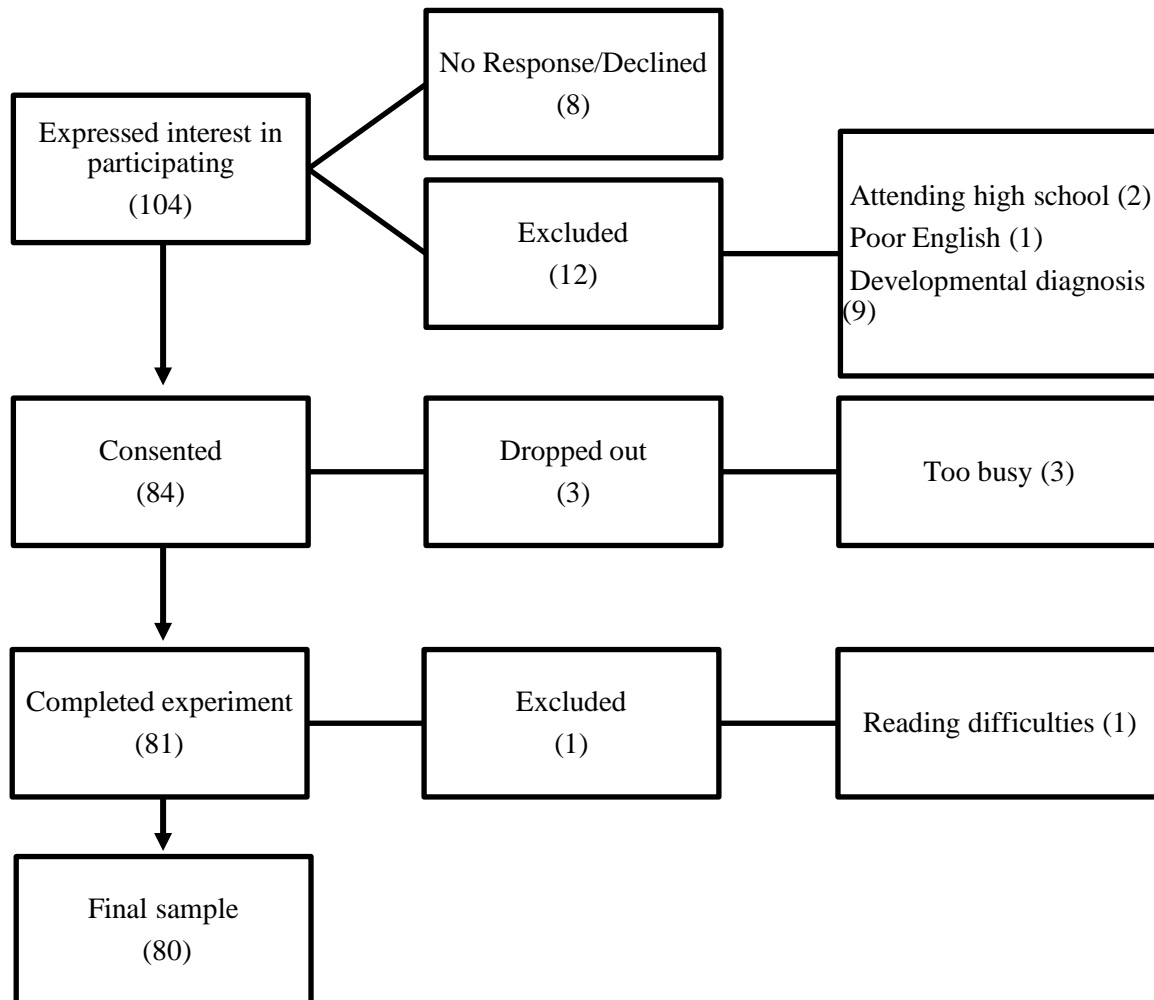 No Response/Declined
(8)
Expressed interest in
participating
(104)
Excluded
(12)
Attending high school (2)
Poor English (1)
Developmental diagnosis
(9)
Consented
(84)
Dropped out
(3)
Too busy (3)
Completed experiment
(81)
Excluded
(1)
Reading difficulties (1)
Final sample
(80)